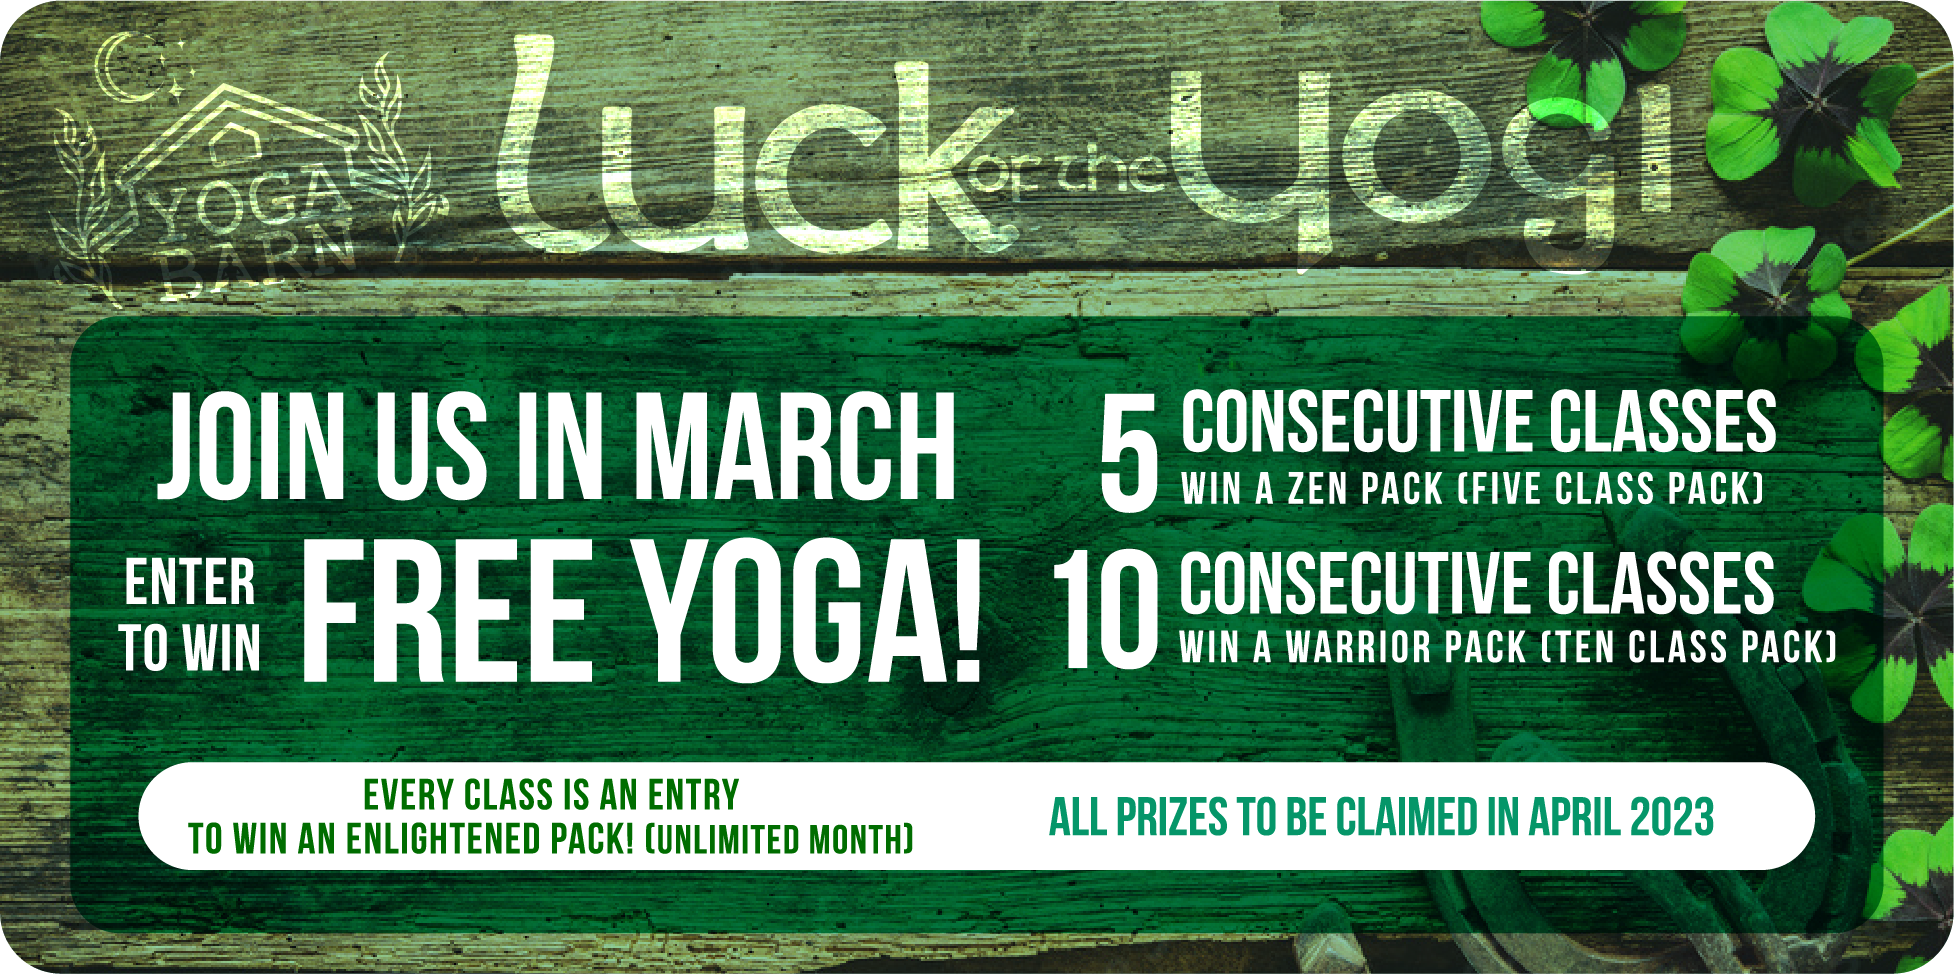 YOGA
BARN
Luck of the Yogi
JOIN US IN MARCH
ENTER
TO WIN
FREE YOGA!
5 CONSECUTIVE CLASSES
WIN A ZEN PACK (FIVE CLASS PACK)
10 CONSECUTIVE CLASSES
WIN A WARRIOR PACK (TEN CLASS PACK)
EVERY CLASS IS AN ENTRY
TO WIN AN ENLIGHTENED PACK! (UNLIMITED MONTH)
ALL PRIZES TO BE CLAIMED IN APRIL 2023